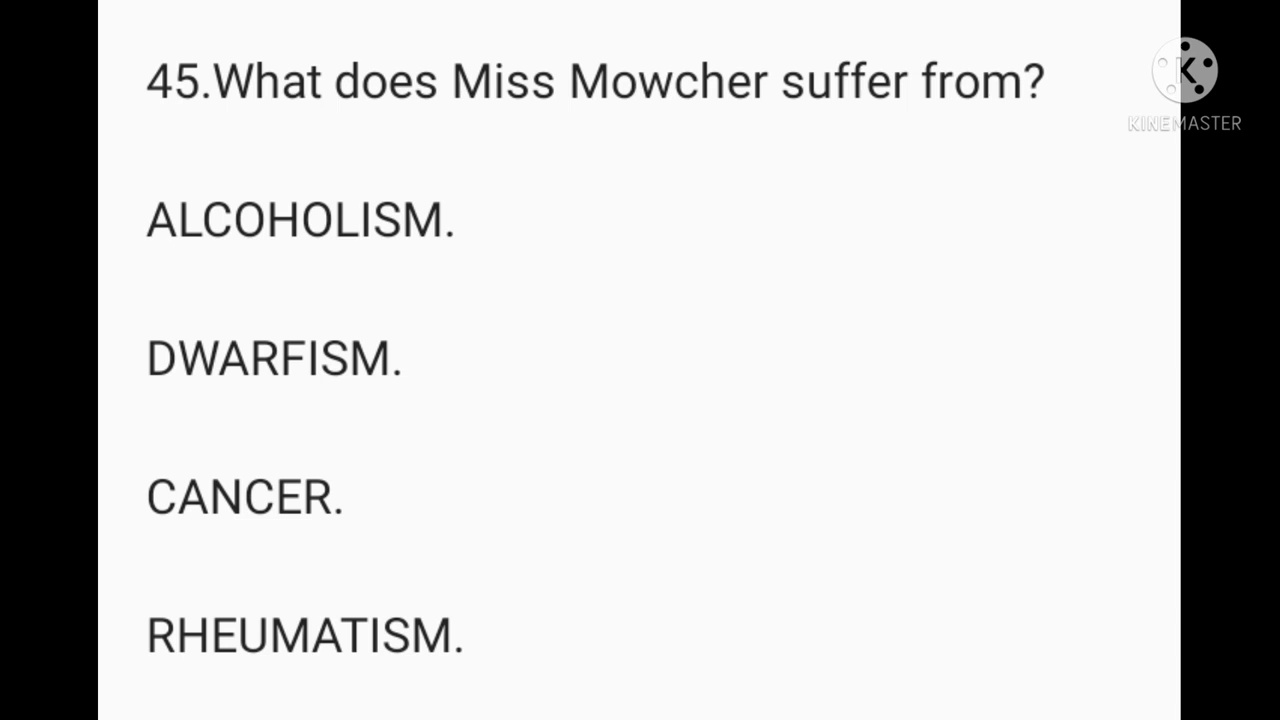 45.What does Miss Mowcher suffer from?
KINEMASTER
ALCOHOLISM.
DWARFISM.
CANCER.
RHEUMATISM.